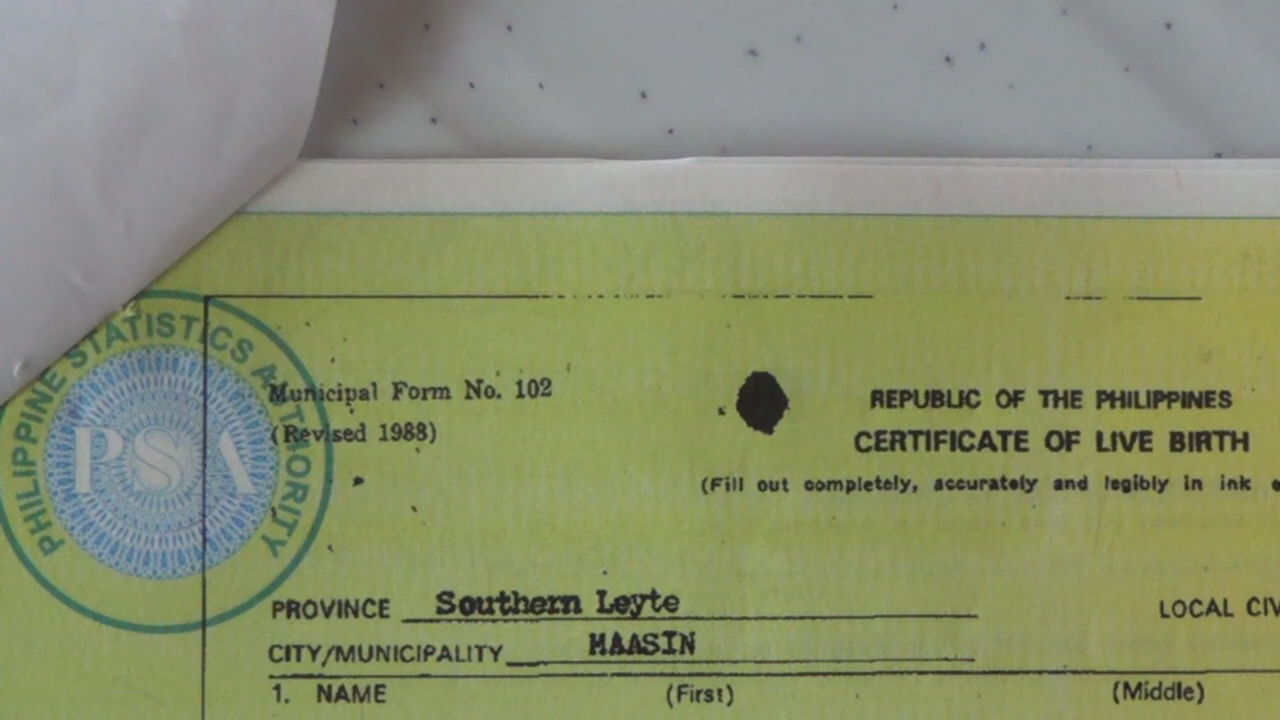 PHILIPPINE STATISTICS AUTHORITY
PSA
Municipal Form No. 102
(Revised 1988)
REPUBLIC OF THE PHILIPPINES
CERTIFICATE OF LIVE BIRTH
(Fill out completely, accurately and legibly in ink
PROVINCE Southern Leyte
LOCAL CIV
CITY/MUNICIPALITY MAASIN
1. NAME (First) (Middle)